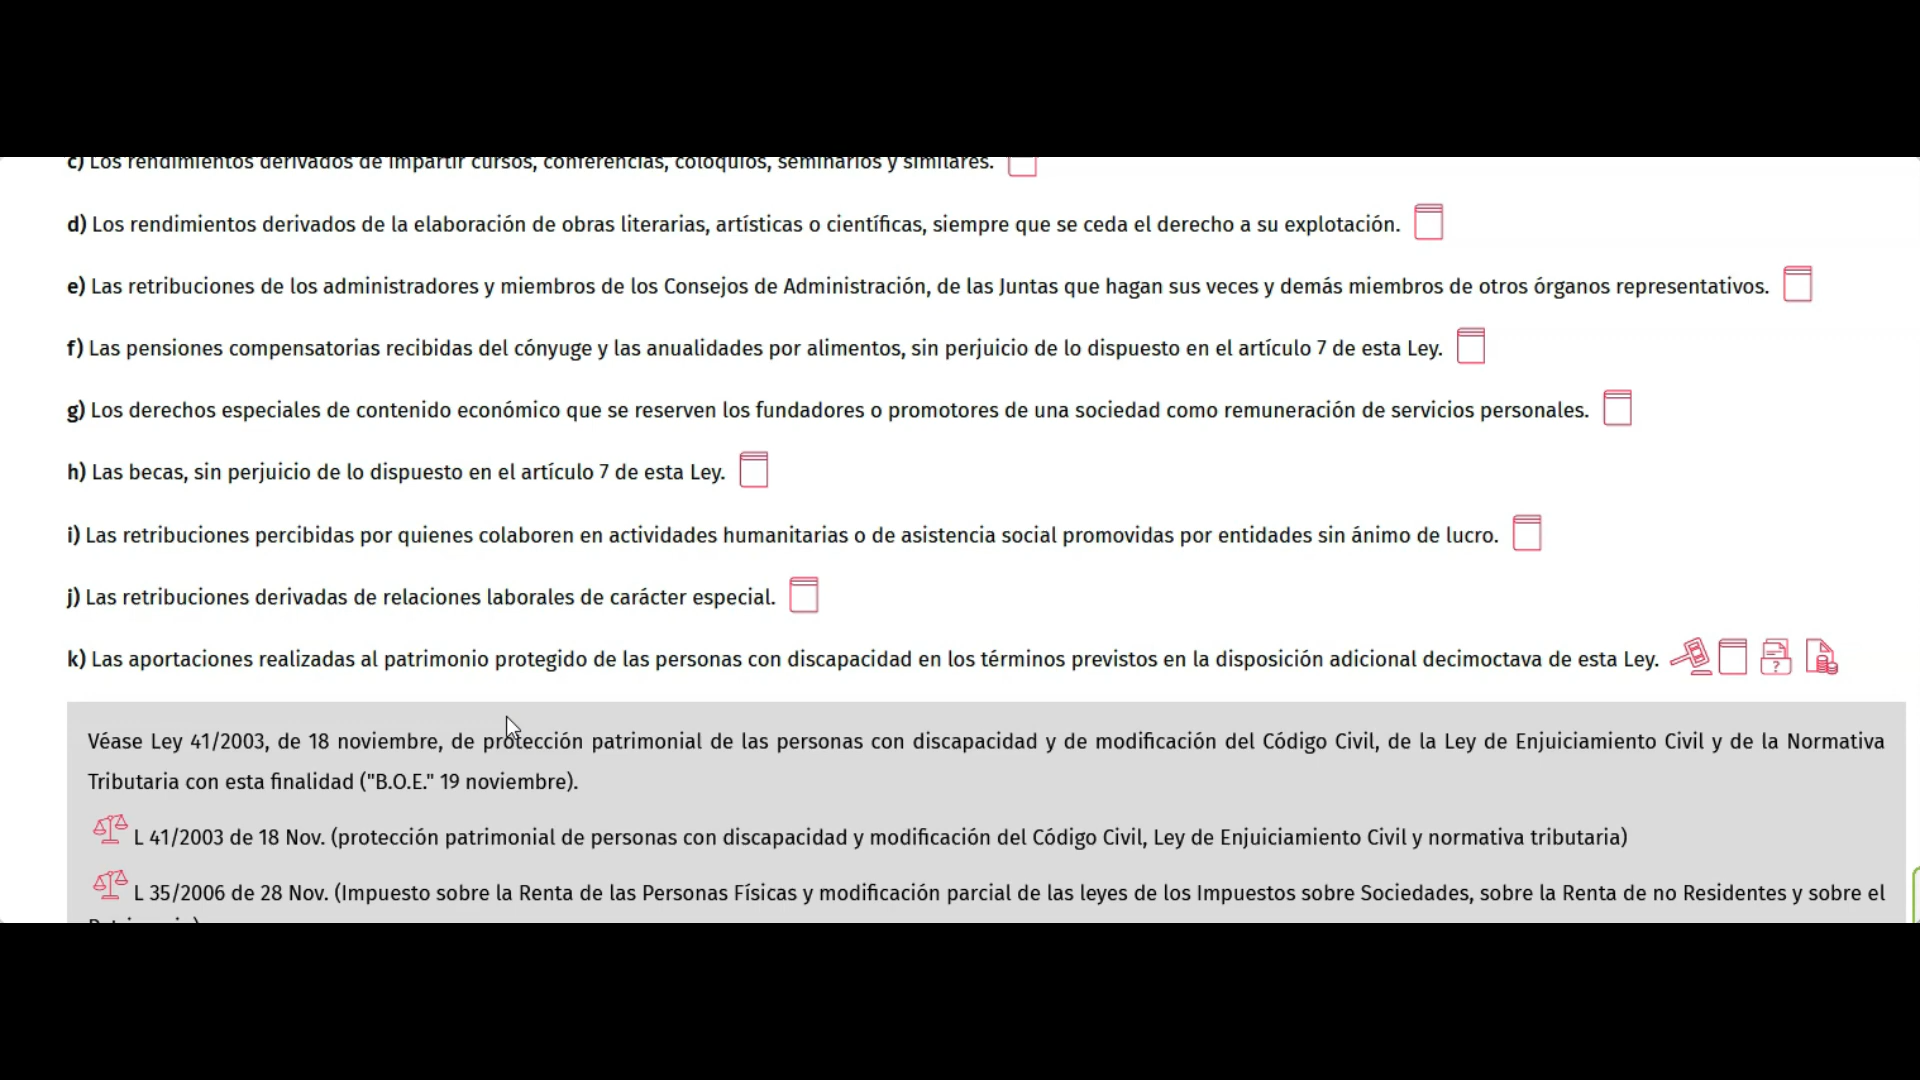 c) Los rendimientos derivados de impartir cursos, conferencias, coloquios, seminarios y similares.
d) Los rendimientos derivados de la elaboración de obras literarias, artísticas o científicas, siempre que se ceda el derecho a su explotación.
e) Las retribuciones de los administradores y miembros de los Consejos de Administración, de las Juntas que hagan sus veces y demás miembros de otros órganos representativos.
f) Las pensiones compensatorias recibidas del cónyuge y las anualidades por alimentos, sin perjuicio de lo dispuesto en el artículo 7 de esta Ley.
g) Los derechos especiales de contenido económico que se reserven los fundadores o promotores de una sociedad como remuneración de servicios personales.
h) Las becas, sin perjuicio de lo dispuesto en el artículo 7 de esta Ley.
i) Las retribuciones percibidas por quienes colaboren en actividades humanitarias o de asistencia social promovidas por entidades sin ánimo de lucro.
j) Las retribuciones derivadas de relaciones laborales de carácter especial.
k) Las aportaciones realizadas al patrimonio protegido de las personas con discapacidad en los términos previstos en la disposición adicional decimoctava de esta Ley.
Véase Ley 41/2003, de 18 noviembre, de protección patrimonial de las personas con discapacidad y de modificación del Código Civil, de la Ley de Enjuiciamiento Civil y de la Normativa
Tributaria con esta finalidad ("B.O.E." 19 noviembre).
L 41/2003 de 18 Nov. (protección patrimonial de personas con discapacidad y modificación del Código Civil, Ley de Enjuiciamiento Civil y normativa tributaria)
L 35/2006 de 28 Nov. (Impuesto sobre la Renta de las Personas Físicas y modificación parcial de las leyes de los Impuestos sobre Sociedades, sobre la Renta de no Residentes y sobre el